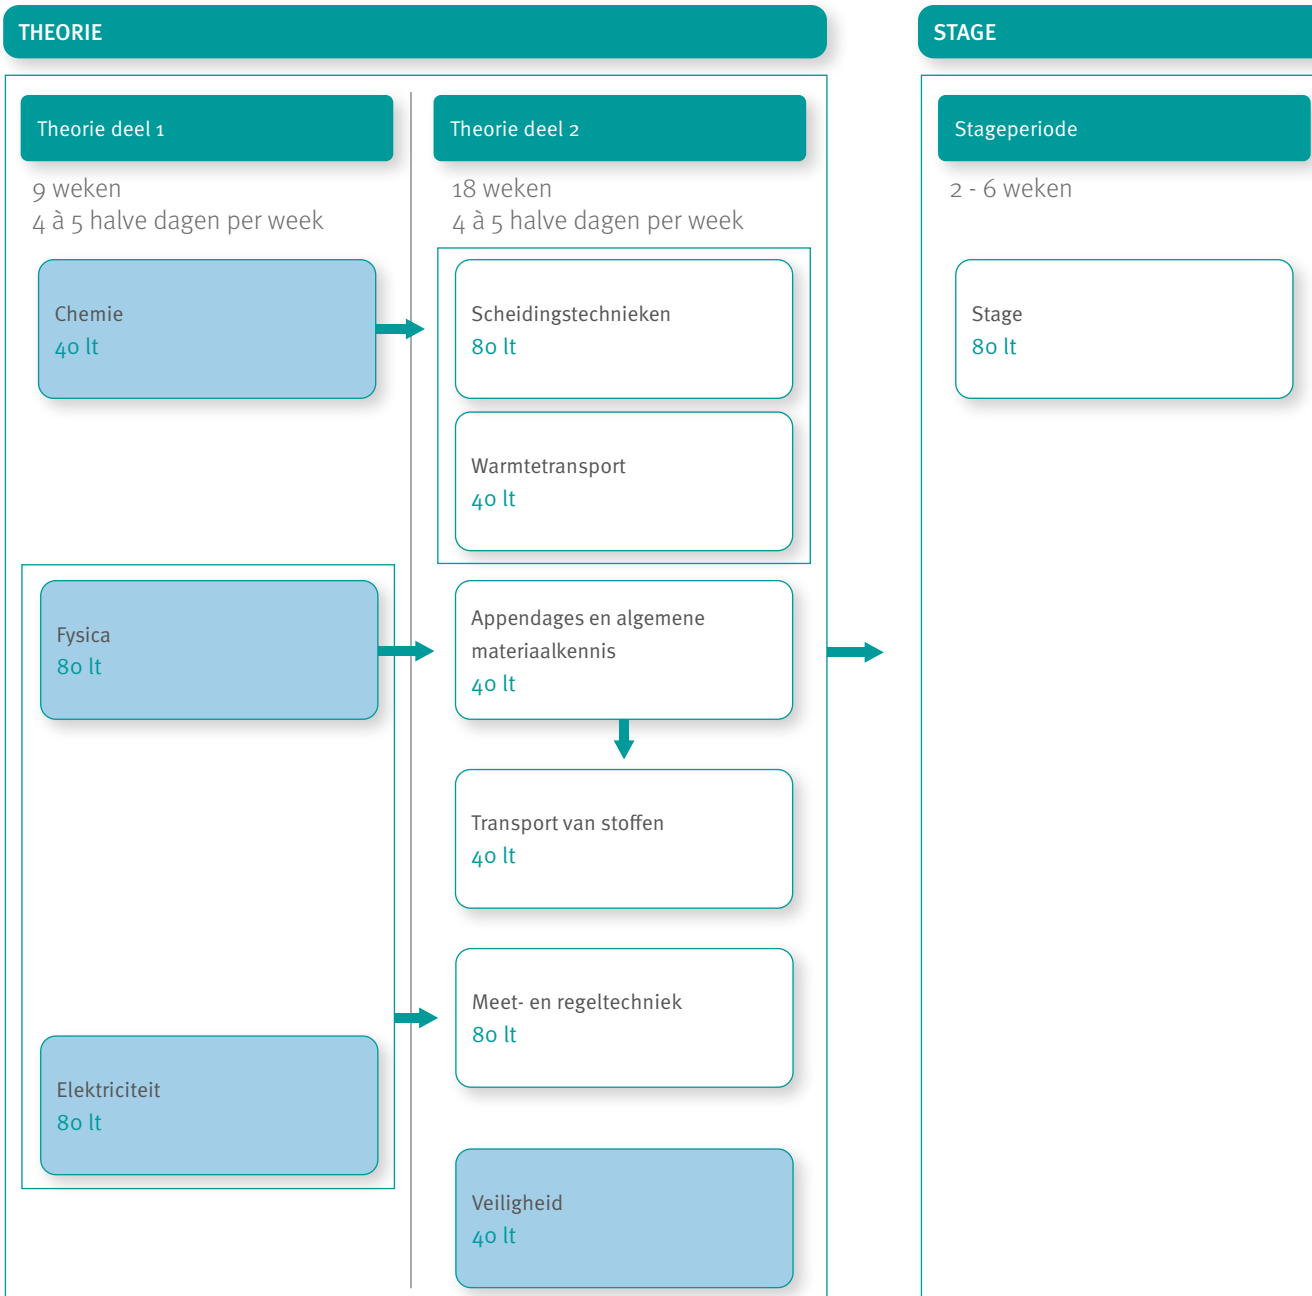 THEORIE
Theorie deel 1
9 weken
4 à 5 halve dagen per week
Chemie
40 lt
Fysica
80 lt
Elektriciteit
80 lt
Theorie deel 2
18 weken
4 à 5 halve dagen per week
Scheidingstechnieken
80 lt
Warmtetransport
40 lt
Appendages en algemene
materiaalkennis
40 lt
Transport van stoffen
40 lt
Meet- en regeltechniek
80 lt
Veiligheid
40 lt
STAGE
Stageperiode
2 - 6 weken
Stage
80 lt